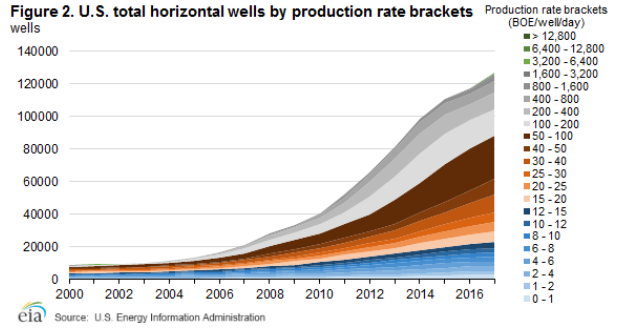 Figure 2. U.S. total horizontal wells by production rate brackets
wells
Production rate brackets
(BOE/well/day)
140000
120000
100000
80000
60000
40000
20000
0
2000 2002 2004 2006 2008 2010 2012 2014 2016
> 12,800
6,400 - 12,800
3,200 - 6,400
1,600 - 3,200
800 - 1,600
400 - 800
200 - 400
100 - 200
50 - 100
40 - 50
30 - 40
25 - 30
20 - 25
15 - 20
12 - 15
10 - 12
8 - 10
6 - 8
4 - 6
2 - 4
1 - 2
0 - 1
eia Source: U.S. Energy Information Administration